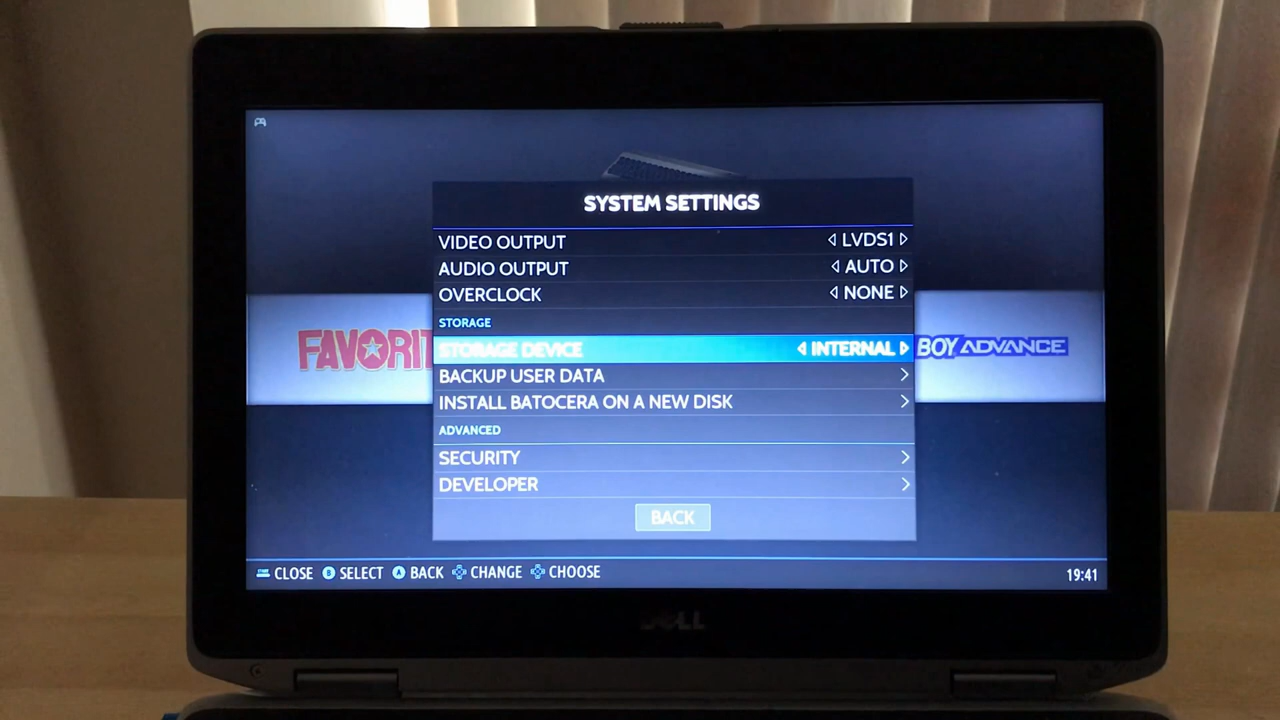 SYSTEM SETTINGS
VIDEO OUTPUT LVDS1
AUDIO OUTPUT AUTO
OVERCLOCK NONE
STORAGE
FAVORIT
STORAGE DEVICE INTERNAL
BOY ADVANCE
BACKUP USER DATA
INSTALL BATOCERA ON A NEW DISK
ADVANCED
SECURITY
DEVELOPER
BACK
CLOSE B SELECT A BACK CHANGE CHOOSE 19:41
DELL